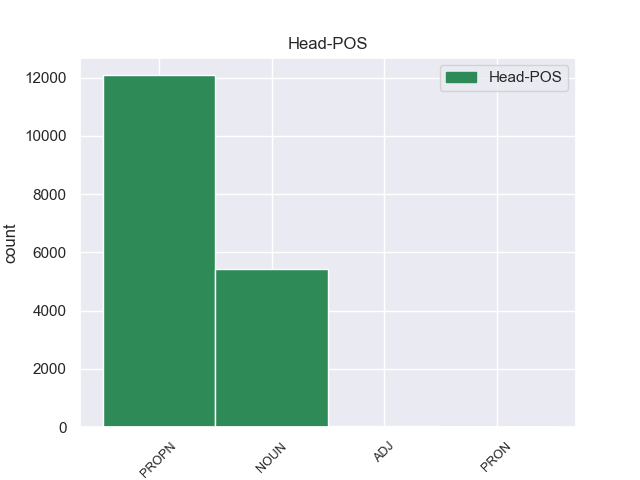 Head-POS
Head-POS
12000
10000
8000
6000
4000
2000
0
count
PROPN
NOUN
ADJ
PRON